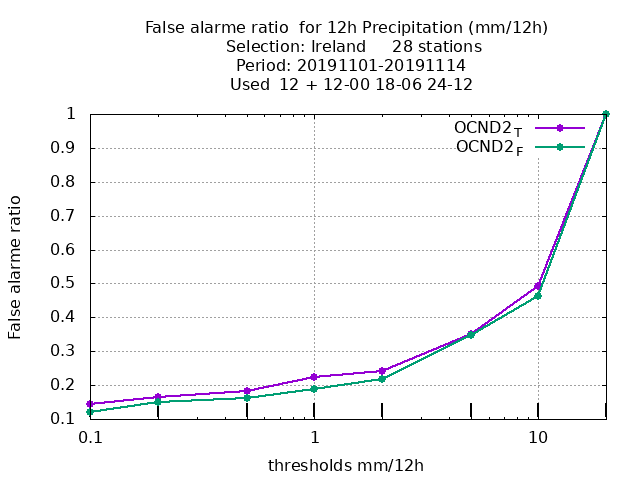 False alarme ratio  for 12h Precipitation (mm/12h)
Selection: Ireland     28 stations
Period: 20191101-20191114
Used  12 + 12-00 18-06 24-12
OCND2_T
OCND2_F
1
0.9
0.8
0.7
0.6
0.5
0.4
0.3
0.2
0.1
False alarme ratio
0.1 1 10
thresholds mm/12h